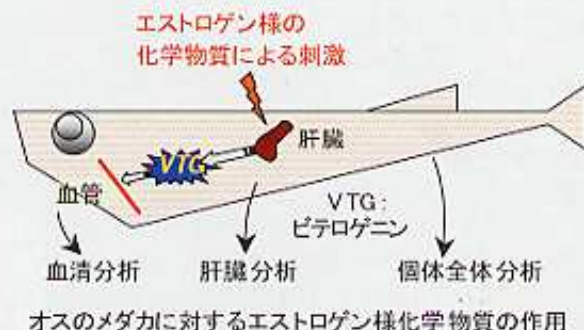 エストロゲン様の
化学物質による刺激
肝臓
VTG
血管
VTG:
ビテロゲニン
血清分析
肝臓分析
個体全体分析
オスのメダカに対するエストロゲン様化学物質の作用